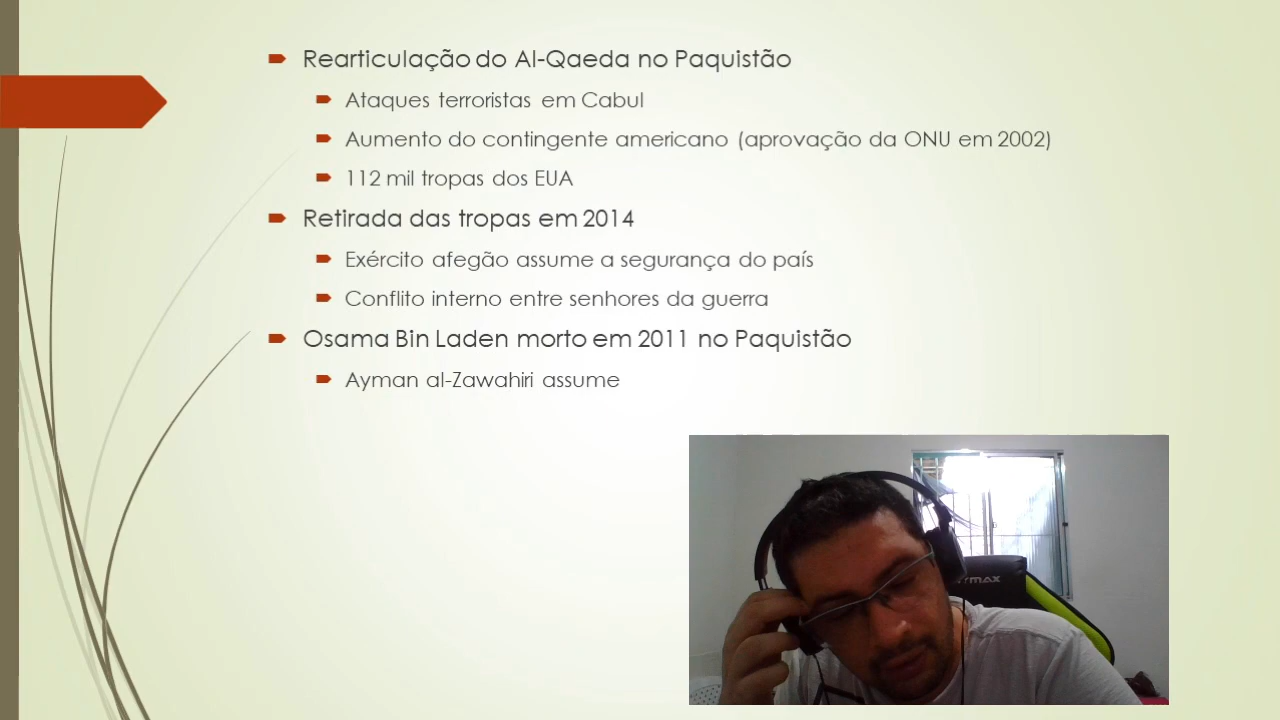 Rearticulação do Al-Qaeda no Paquistão
Ataques terroristas em Cabul
Aumento do contingente americano (aprovação da ONU em 2002)
112 mil tropas dos EUA
Retirada das tropas em 2014
Exército afegão assume a segurança do país
Conflito interno entre senhores da guerra
Osama Bin Laden morto em 2011 no Paquistão
Ayman al-Zawahiri assume